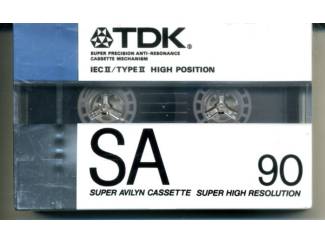 TDK®
SUPER PRECISION ANTI-RESONANCE
CASSETTE MECHANISM
IEC II/TYPE II HIGH POSITION
SA 90
SUPER AVILYN CASSETTE SUPER HIGH RESOLUTION